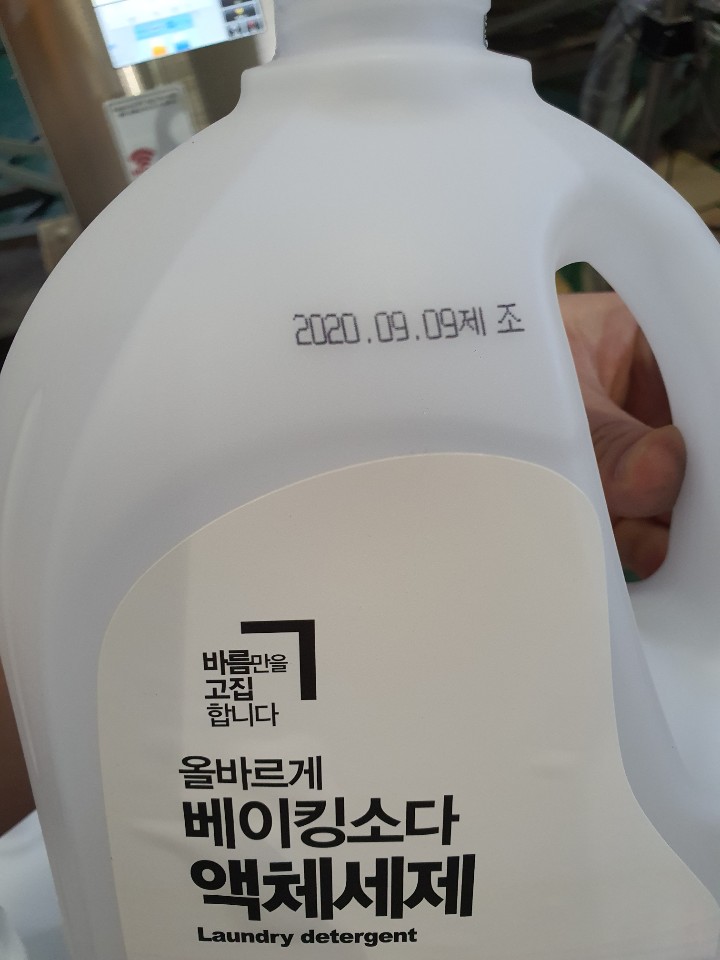 2020.09.09제 조
바름만을
고집
합니다
올바르게
베이킹소다
액체세제
Laundry detergent